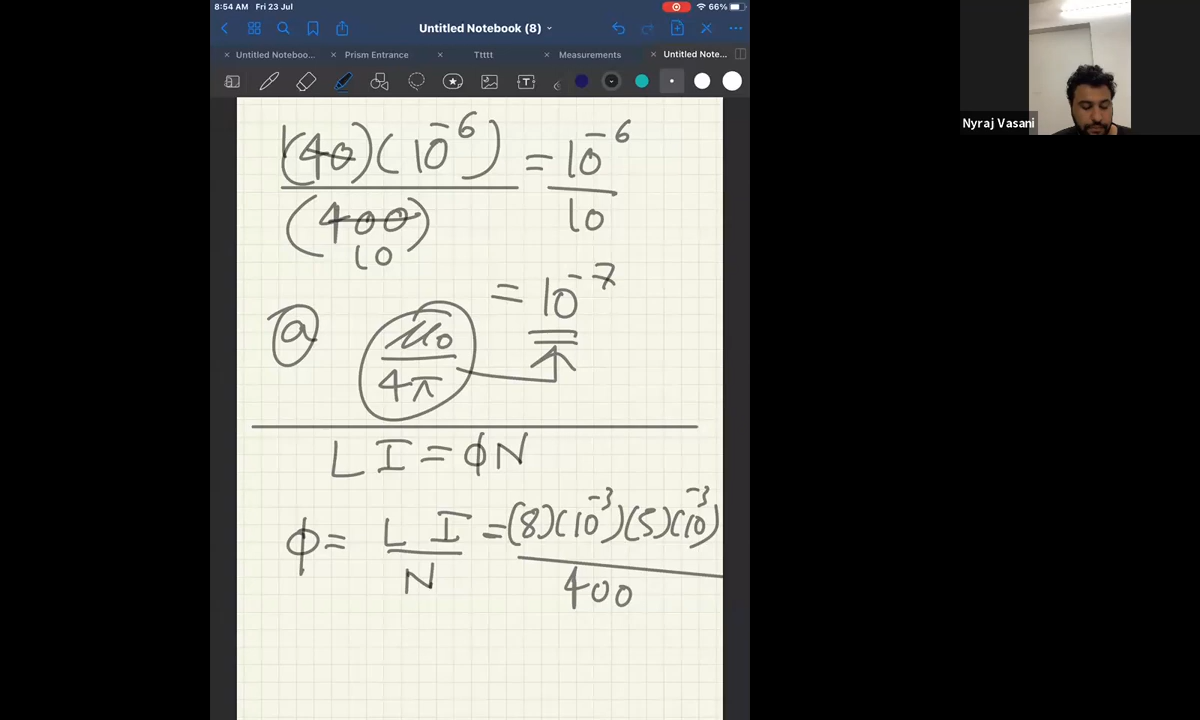 8:54 AM Fri 23 Jul
66%
Untitled Notebook (8)
Untitled Noteboo...
Prism Entrance
Ttttt
Measurements
Untitled Note...
Nyraj Vasani
(40)(10⁻⁶) = 10⁻⁶
(400) 10
10
= 10⁻⁷
a μ₀
4π
L I = ϕN
ϕ = L I = (8)(10⁻³)(5)(10⁻³)
N 400